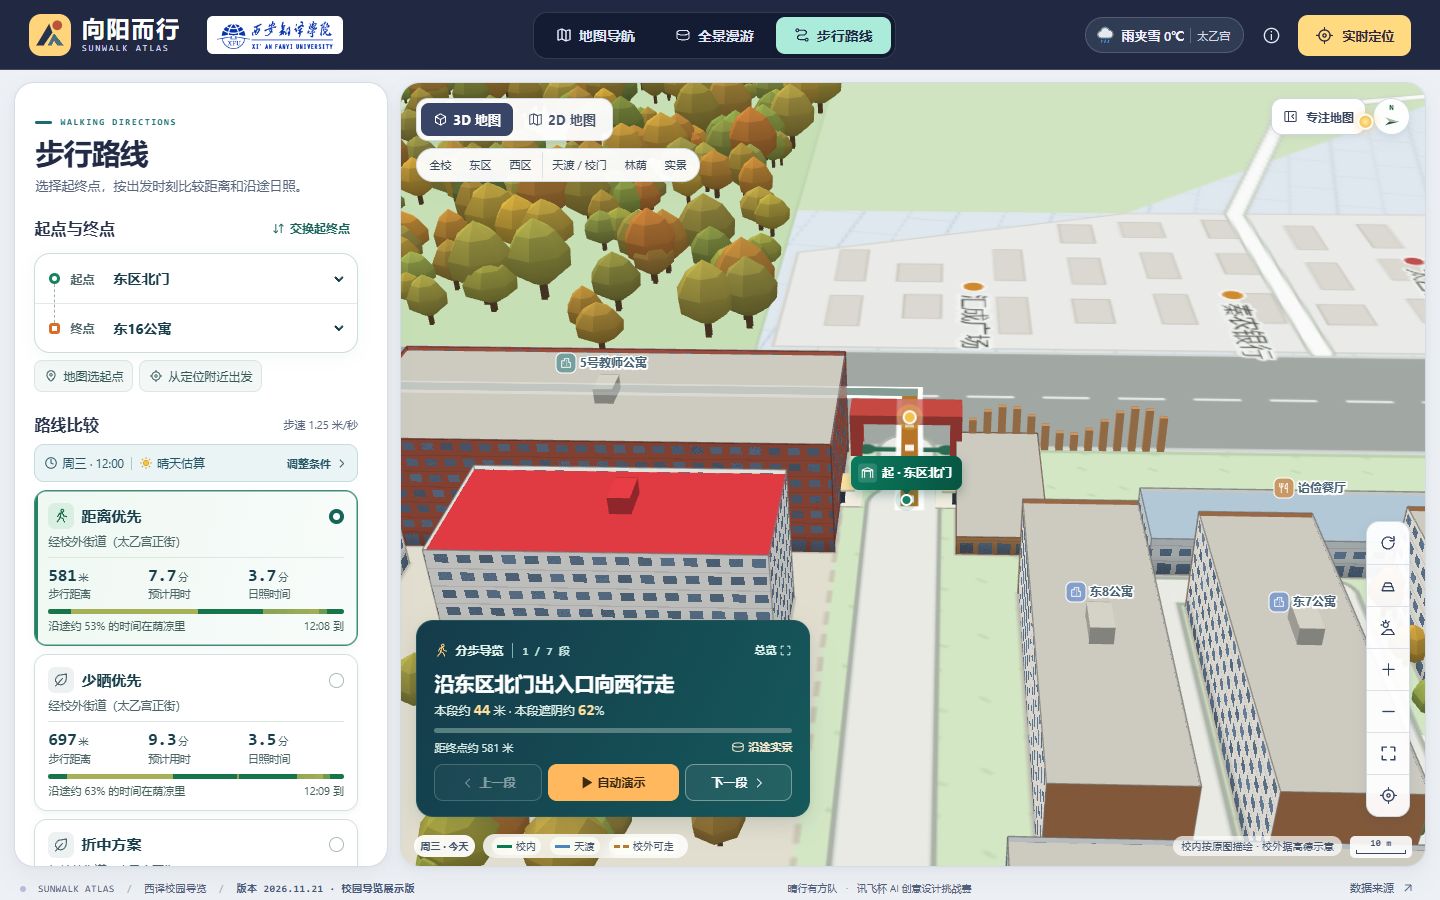 向阳而行
SUNWALK ATLAS
西安翻译学院
XI' AN FANYI UNIVERSITY
地图导航
全景漫游
步行路线
雨夹雪 0℃
太乙宫
实时定位
WALKING DIRECTIONS
步行路线
选择起终点，按出发时刻比较距离和沿途日照。
起点与终点
交换起终点
起点 东区北门
终点 东16公寓
地图选起点
从定位附近出发
路线比较
步速 1.25 米/秒
周三 · 12:00
晴天估算
调整条件
距离优先
经校外街道（太乙宫正街）
581米 7.7分 3.7分
步行距离 预计用时 日照时间
沿途约 53% 的时间在荫凉里
12:08 到
少晒优先
经校外街道（太乙宫正街）
697米 9.3分 3.5分
步行距离 预计用时 日照时间
沿途约 63% 的时间在荫凉里
12:09 到
折中方案
3D 地图
2D 地图
全校 东区 西区 天渡 / 校门 林荫 实景
专注地图
N
汇成广场
5号教师公寓
起 · 东区北门
诒俭餐厅
东8公寓
东7公寓
分步导览
1 / 7 段
总览
沿东区北门出入口向西行走
本段约 44 米 · 本段遮阴约 62%
距终点约 581 米
沿途实景
上一段
自动演示
下一段
周三 · 今天
校内
天渡
校外可走
校内按原图描绘 · 校外据高德示意
10 m
SUNWALK ATLAS / 西译校园导览 / 版本 2026.11.21 · 校园导览展示版
晴行有方队 · 讯飞杯 AI 创意设计挑战赛
数据来源